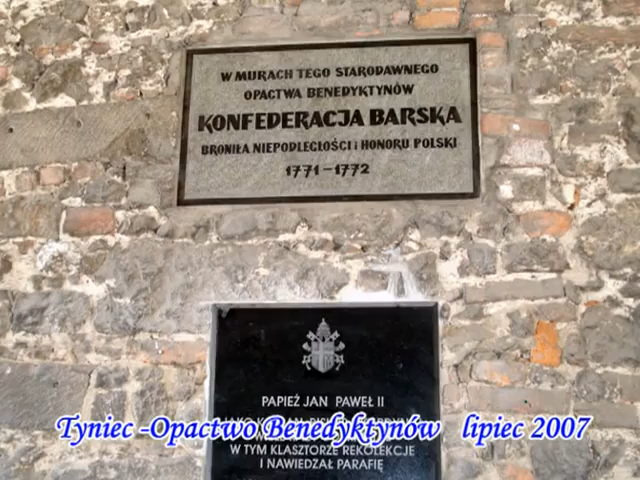 W MURACH TEGO STARODAWNEGO
OPACTWA BENEDYKTYNÓW
KONFEDERACJA BARSKA
BRONIŁA NIEPODLEGŁOŚCI i HONORU POLSKI
1771-1772
PAPIEŻ JAN PAWEŁ II
JAKO
Tyniec -Opactwo Benedyktynów lipiec 2007
W TYM KLASZTORZE REKOLEKCJE
I NAWIEDZAŁ PARAFIĘ